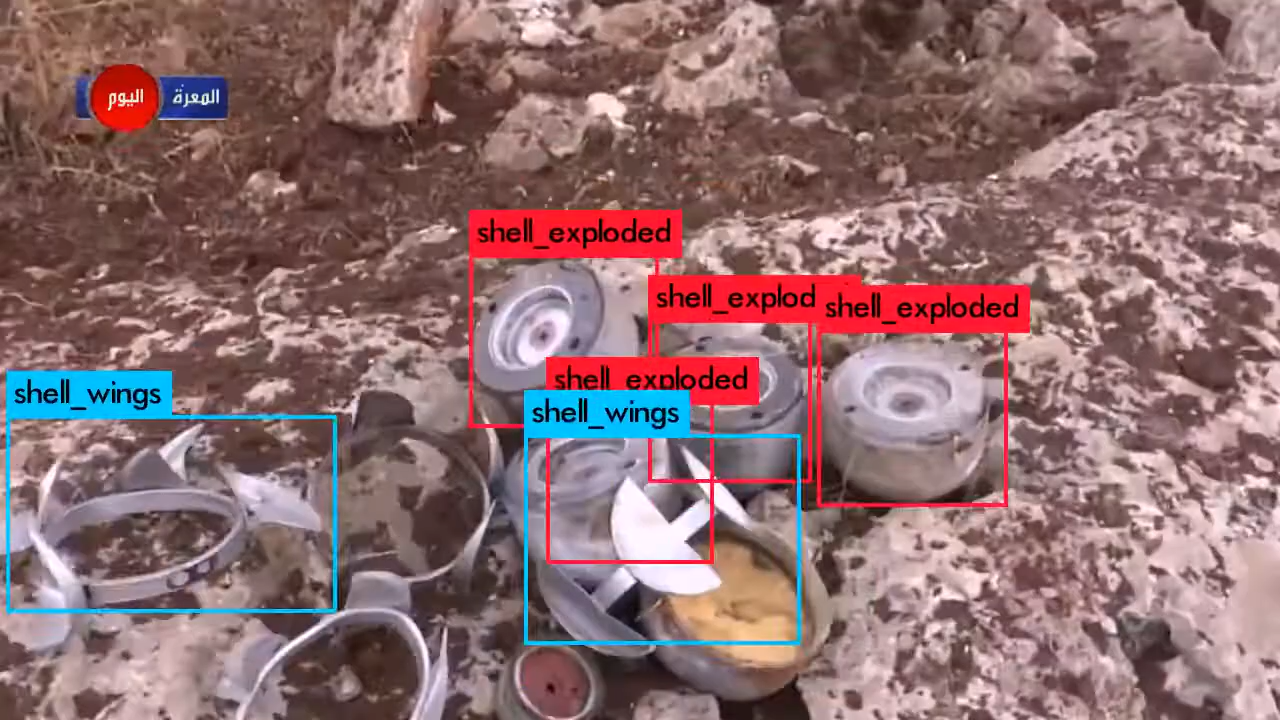 المعرة اليوم
shell_exploded
shell_explod
shell_exploded
shell_exploded
shell_wings
shell_wings